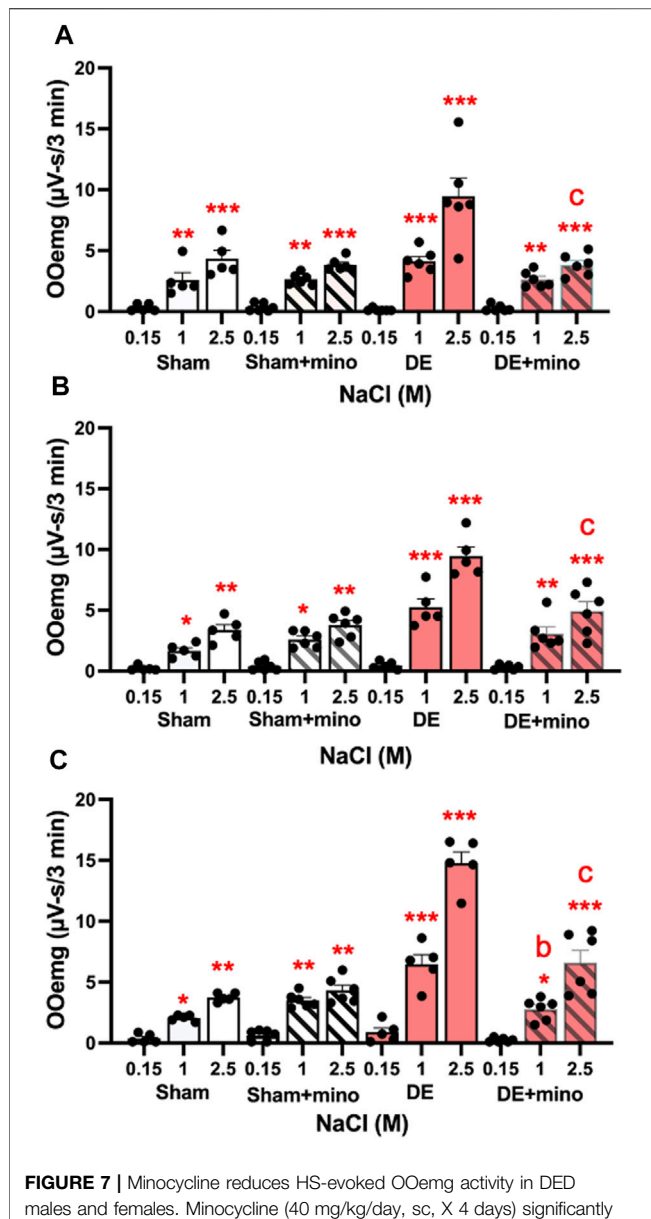 A
OOemg (µV-s/3 min)
20
15
10
5
0
** *** ** *** *** *** ** *** c
0.15 1 2.5 0.15 1 2.5 0.15 1 2.5 0.15 1 2.5
Sham Sham+mino DE DE+mino
NaCl (M)
B
OOemg (µV-s/3 min)
20
15
10
5
0
* ** * ** *** *** ** *** c
0.15 1 2.5 0.15 1 2.5 0.15 1 2.5 0.15 1 2.5
Sham Sham+mino DE DE+mino
NaCl (M)
C
OOemg (µV-s/3 min)
20
15
10
5
0
* ** ** ** *** *** b * c ***
0.15 1 2.5 0.15 1 2.5 0.15 1 2.5 0.15 1 2.5
Sham Sham+mino DE DE+mino
NaCl (M)
FIGURE 7 | Minocycline reduces HS-evoked OOemg activity in DED
males and females. Minocycline (40 mg/kg/day, sc, X 4 days) significantly